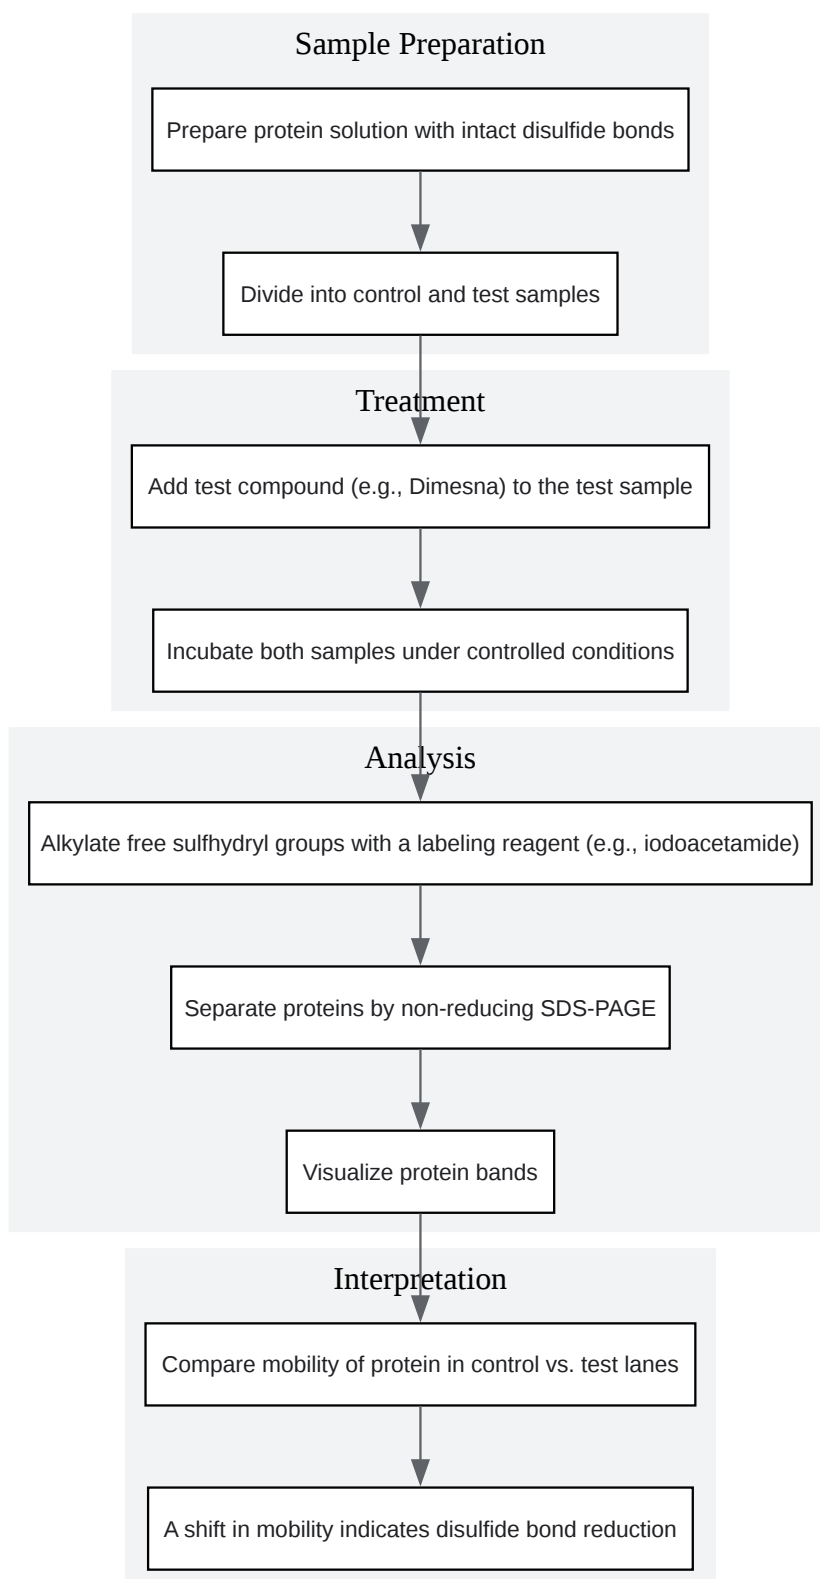 Sample Preparation
Prepare protein solution with intact disulfide bonds
Divide into control and test samples
Treatment
Add test compound (e.g., Dimesna) to the test sample
Incubate both samples under controlled conditions
Analysis
Alkylate free sulfhydryl groups with a labeling reagent (e.g., iodoacetamide)
Separate proteins by non-reducing SDS-PAGE
Visualize protein bands
Interpretation
Compare mobility of protein in control vs. test lanes
A shift in mobility indicates disulfide bond reduction